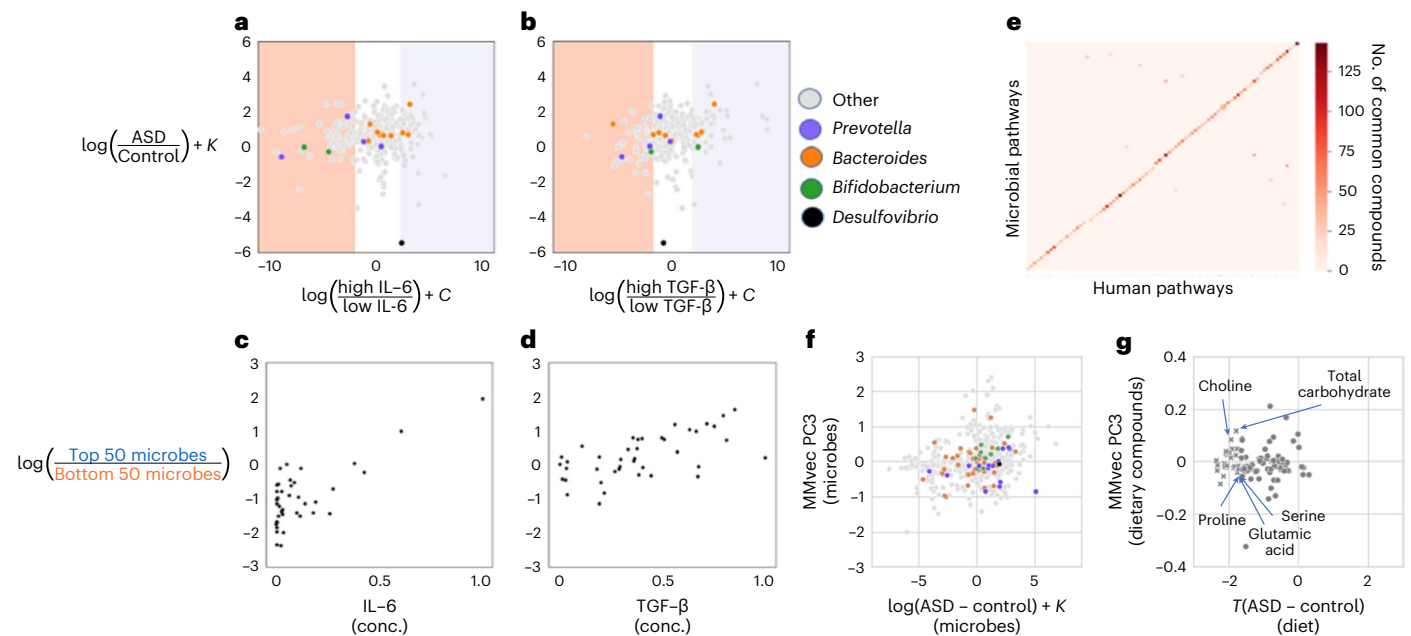 a
6
4
2
0
−2
−4
−6
−10
0
10
log(ASD/Control) + K
log(high IL−6/low IL-6) + C
b
6
4
2
0
−2
−4
−6
−10
0
10
log(high TGF-β/low TGF-β) + C
Other
Prevotella
Bacteroides
Bifidobacterium
Desulfovibrio
e
Microbial pathways
Human pathways
125
100
75
50
25
0
No. of common compounds
c
3
2
1
0
−1
−2
−3
0
0.5
1.0
log(Top 50 microbes/Bottom 50 microbes)
IL−6
(conc.)
d
3
2
1
0
−1
−2
−3
0
0.5
1.0
TGF−β
(conc.)
f
MMvec PC3
(microbes)
3
2
1
0
−1
−2
−3
−5
0
5
log(ASD − control) + K
(microbes)
g
MMvec PC3
(dietary compounds)
0.4
0.2
0
−0.2
−0.4
−2
0
2
Choline
Total
carbohydrate
Proline
Serine
Glutamic
acid
T(ASD − control)
(diet)